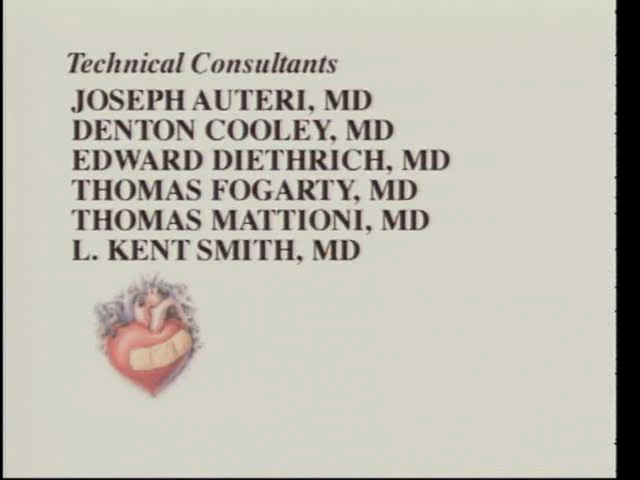 Technical Consultants
JOSEPH AUTERI, MD
DENTON COOLEY, MD
EDWARD DIETHRICH, MD
THOMAS FOGARTY, MD
THOMAS MATTIONI, MD
L. KENT SMITH, MD